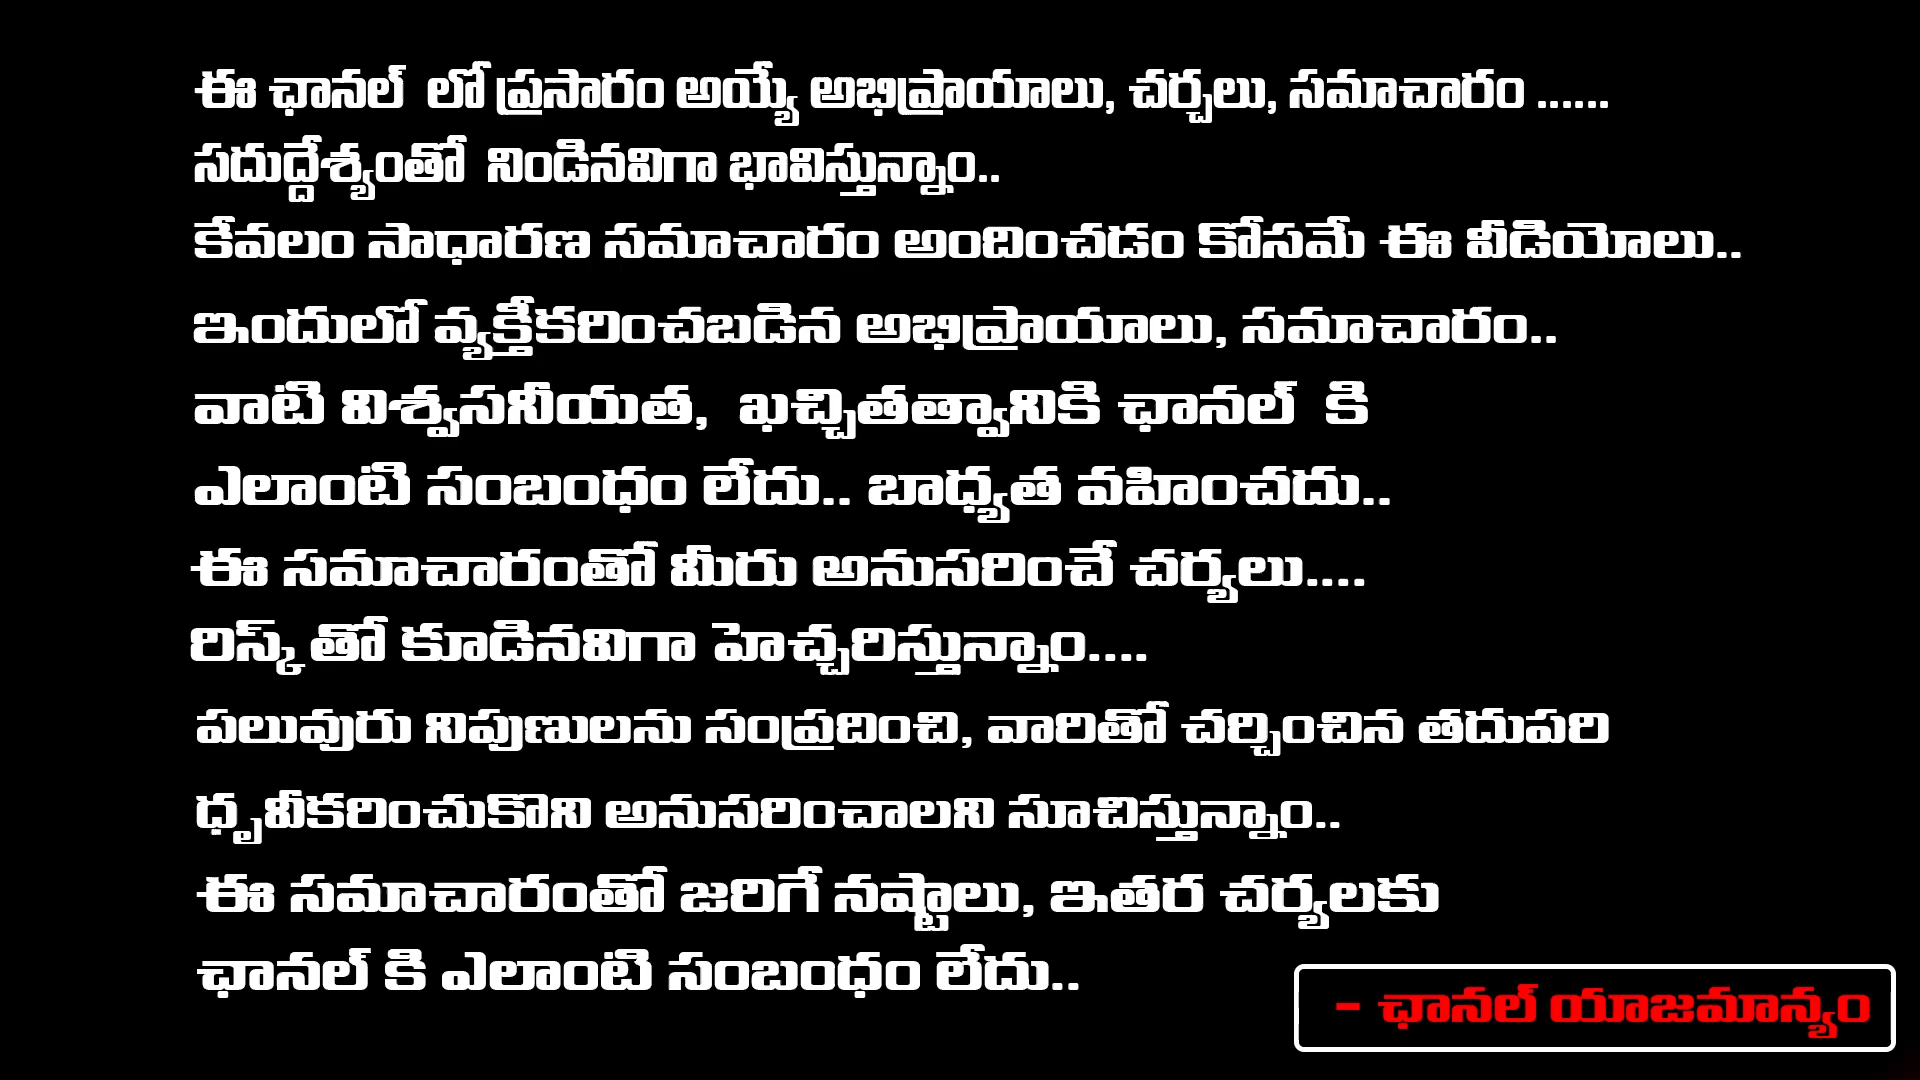 ఈ ఛానల్ లో ప్రసారం అయ్యే అభిప్రాయాలు, చర్చలు, సమాచారం ......
సదుద్దేశ్యంతో నిండినవిగా భావిస్తున్నాం..
కేవలం సాధారణ సమాచారం అందించడం కోసమే ఈ వీడియోలు..
ఇందులో వ్యక్తీకరించబడిన అభిప్రాయాలు, సమాచారం..
వాటి విశ్వసనీయత, ఖచ్చితత్వానికి ఛానల్ కి
ఎలాంటి సంబంధం లేదు.. బాధ్యత వహించదు..
ఈ సమాచారంతో మీరు అనుసరించే చర్యలు....
రిస్క్ తో కూడినవిగా హెచ్చరిస్తున్నాం....
పలువురు నిపుణులను సంప్రదించి, వారితో చర్చించిన తదుపరి
ధృవీకరించుకొని అనుసరించాలని సూచిస్తున్నాం..
ఈ సమాచారంతో జరిగే నష్టాలు, ఇతర చర్యలకు
ఛానల్ కి ఎలాంటి సంబంధం లేదు..
- ఛానల్ యాజమాన్యం